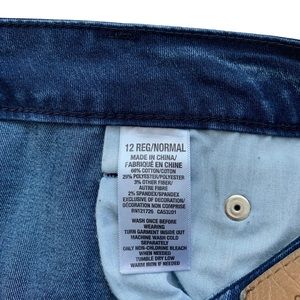 12 REG/NORMAL
MADE IN CHINA/
FABRIQUÉ EN CHINE
66% COTTON/COTON
29% POLYESTER/POLYESTER
3% OTHER FIBER/
AUTRE FIBRE
2% SPANDEX/SPANDEX
EXCLUSIVE OF DECORATION/
DÉCORATION NON COMPRISE
RN121726 CA53201
WASH ONCE BEFORE
WEARING
TURN GARMENT INSIDE OUT
MACHINE WASH COLD
SEPARATELY
ONLY NON-CHLORINE BLEACH
WHEN NEEDED
TUMBLE DRY LOW
WARM IRON IF NEEDED